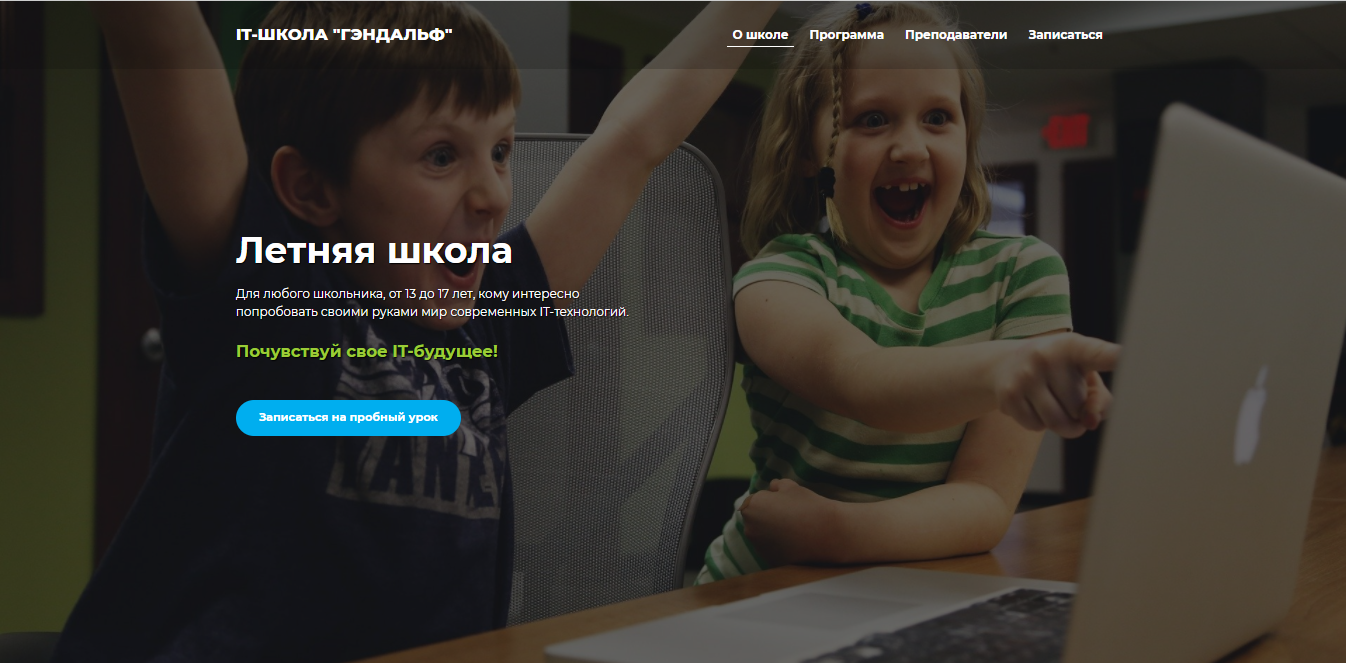 IT-ШКОЛА "ГЭНДАЛЬФ"
О школе Программа Преподаватели Записаться
Летняя школа
Для любого школьника, от 13 до 17 лет, кому интересно
попробовать своими руками мир современных IT-технологий.
Почувствуй свое IT-будущее!
Записаться на пробный урок